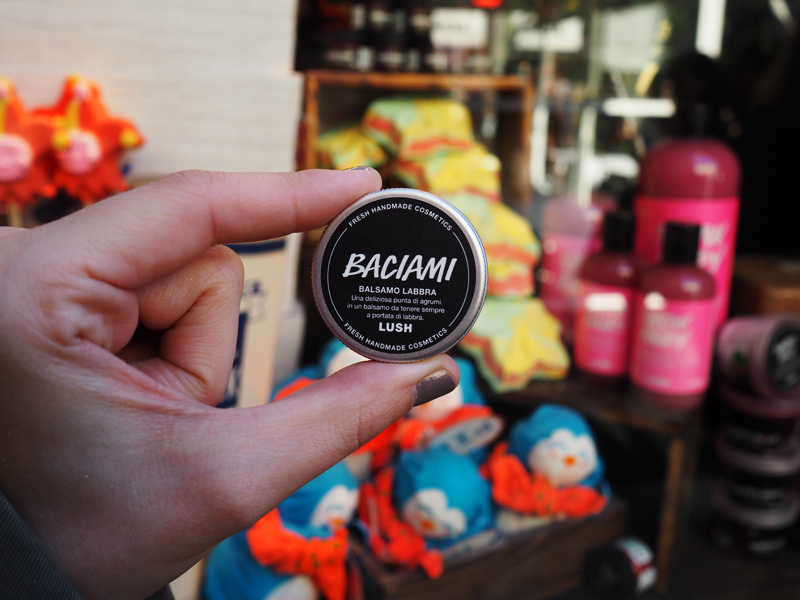 FRESH HANDMADE COSMETICS
BACIAMI
BALSAMO LABBRA
Una deliziosa punta di agrumi
in un balsamo da tenere sempre
a portata di labbra.
LUSH
FRESH HANDMADE COSMETICS